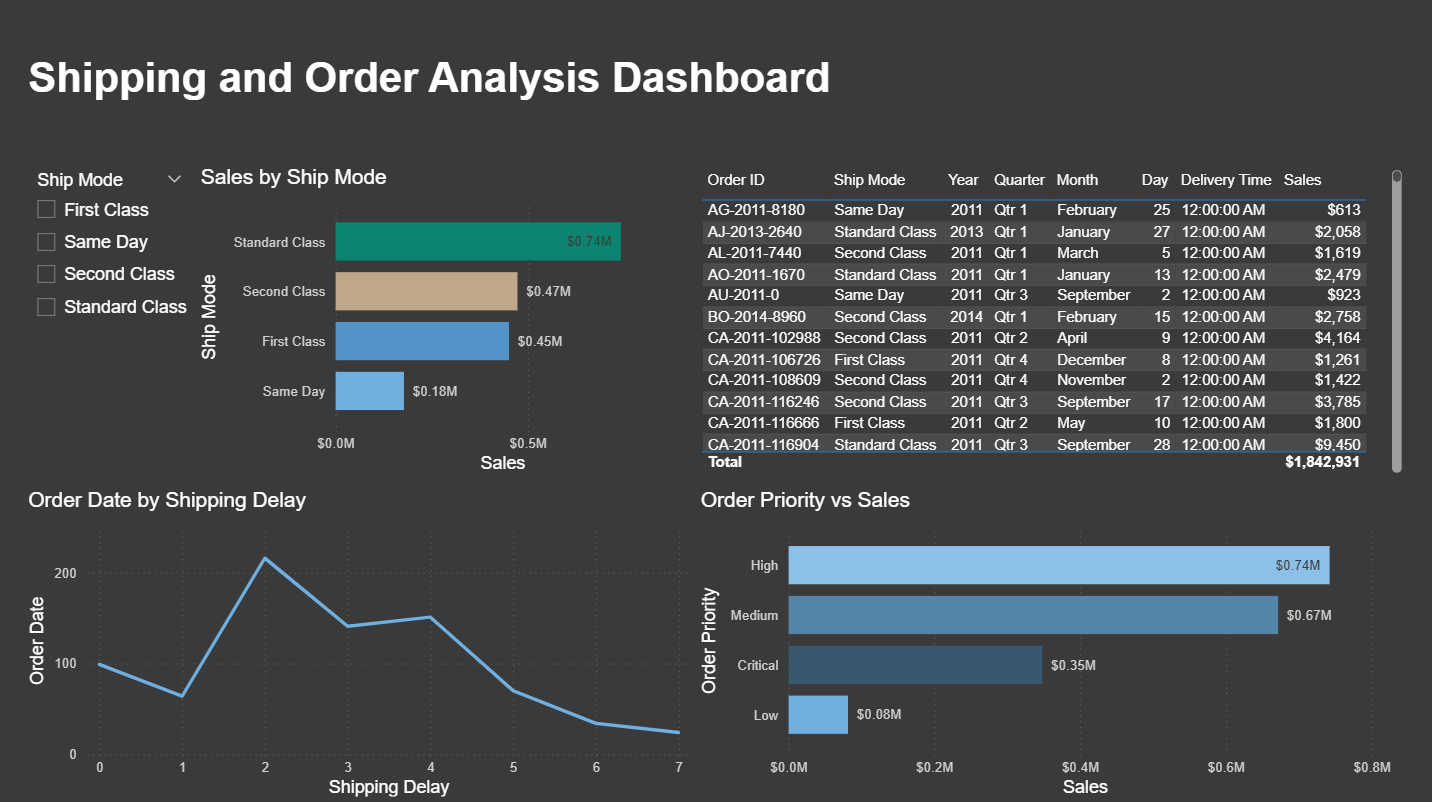 Shipping and Order Analysis Dashboard
Ship Mode
First Class
Same Day
Second Class
Standard Class
Sales by Ship Mode
Ship Mode
Standard Class $0.74M
Second Class $0.47M
First Class $0.45M
Same Day $0.18M
$0.0M $0.5M
Sales
Order ID Ship Mode Year Quarter Month Day Delivery Time Sales
AG-2011-8180 Same Day 2011 Qtr 1 February 25 12:00:00 AM $613
AJ-2013-2640 Standard Class 2013 Qtr 1 January 27 12:00:00 AM $2,058
AL-2011-7440 Second Class 2011 Qtr 1 March 5 12:00:00 AM $1,619
AO-2011-1670 Standard Class 2011 Qtr 1 January 13 12:00:00 AM $2,479
AU-2011-0 Same Day 2011 Qtr 3 September 2 12:00:00 AM $923
BO-2014-8960 Second Class 2014 Qtr 1 February 15 12:00:00 AM $2,758
CA-2011-102988 Second Class 2011 Qtr 2 April 9 12:00:00 AM $4,164
CA-2011-106726 First Class 2011 Qtr 4 December 8 12:00:00 AM $1,261
CA-2011-108609 Second Class 2011 Qtr 4 November 2 12:00:00 AM $1,422
CA-2011-116246 Second Class 2011 Qtr 3 September 17 12:00:00 AM $3,785
CA-2011-116666 First Class 2011 Qtr 2 May 10 12:00:00 AM $1,800
CA-2011-116904 Standard Class 2011 Qtr 3 September 28 12:00:00 AM $9,450
Total $1,842,931
Order Date by Shipping Delay
Order Date
200
100
0
0 1 2 3 4 5 6 7
Shipping Delay
Order Priority vs Sales
Order Priority
High $0.74M
Medium $0.67M
Critical $0.35M
Low $0.08M
$0.0M $0.2M $0.4M $0.6M $0.8M
Sales